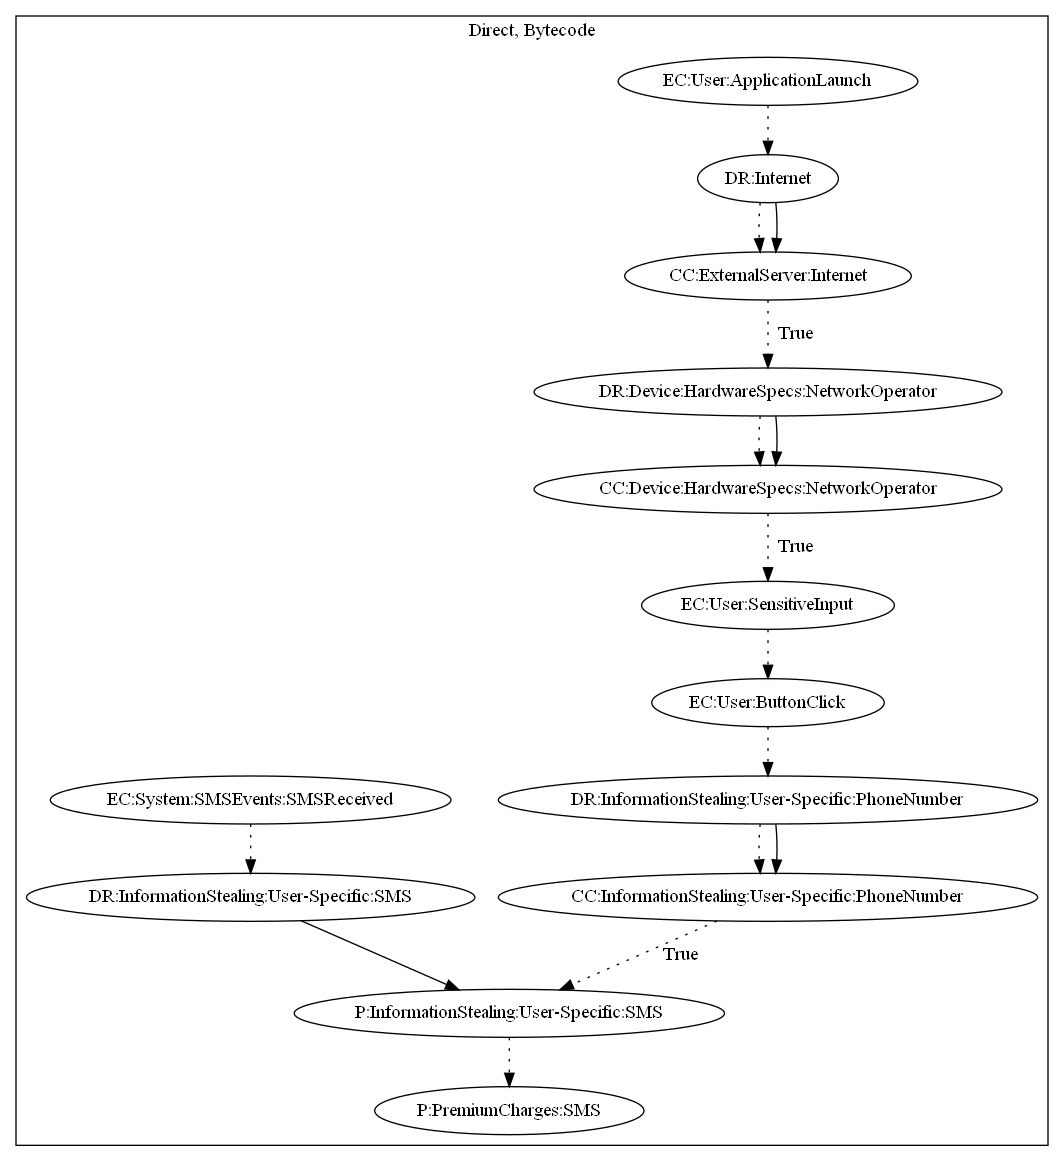 Direct, Bytecode
EC:User:ApplicationLaunch
DR:Internet
CC:ExternalServer:Internet
True
DR:Device:HardwareSpecs:NetworkOperator
CC:Device:HardwareSpecs:NetworkOperator
True
EC:User:SensitiveInput
EC:User:ButtonClick
EC:System:SMSEvents:SMSReceived
DR:InformationStealing:User-Specific:PhoneNumber
DR:InformationStealing:User-Specific:SMS
CC:InformationStealing:User-Specific:PhoneNumber
True
P:InformationStealing:User-Specific:SMS
P:PremiumCharges:SMS